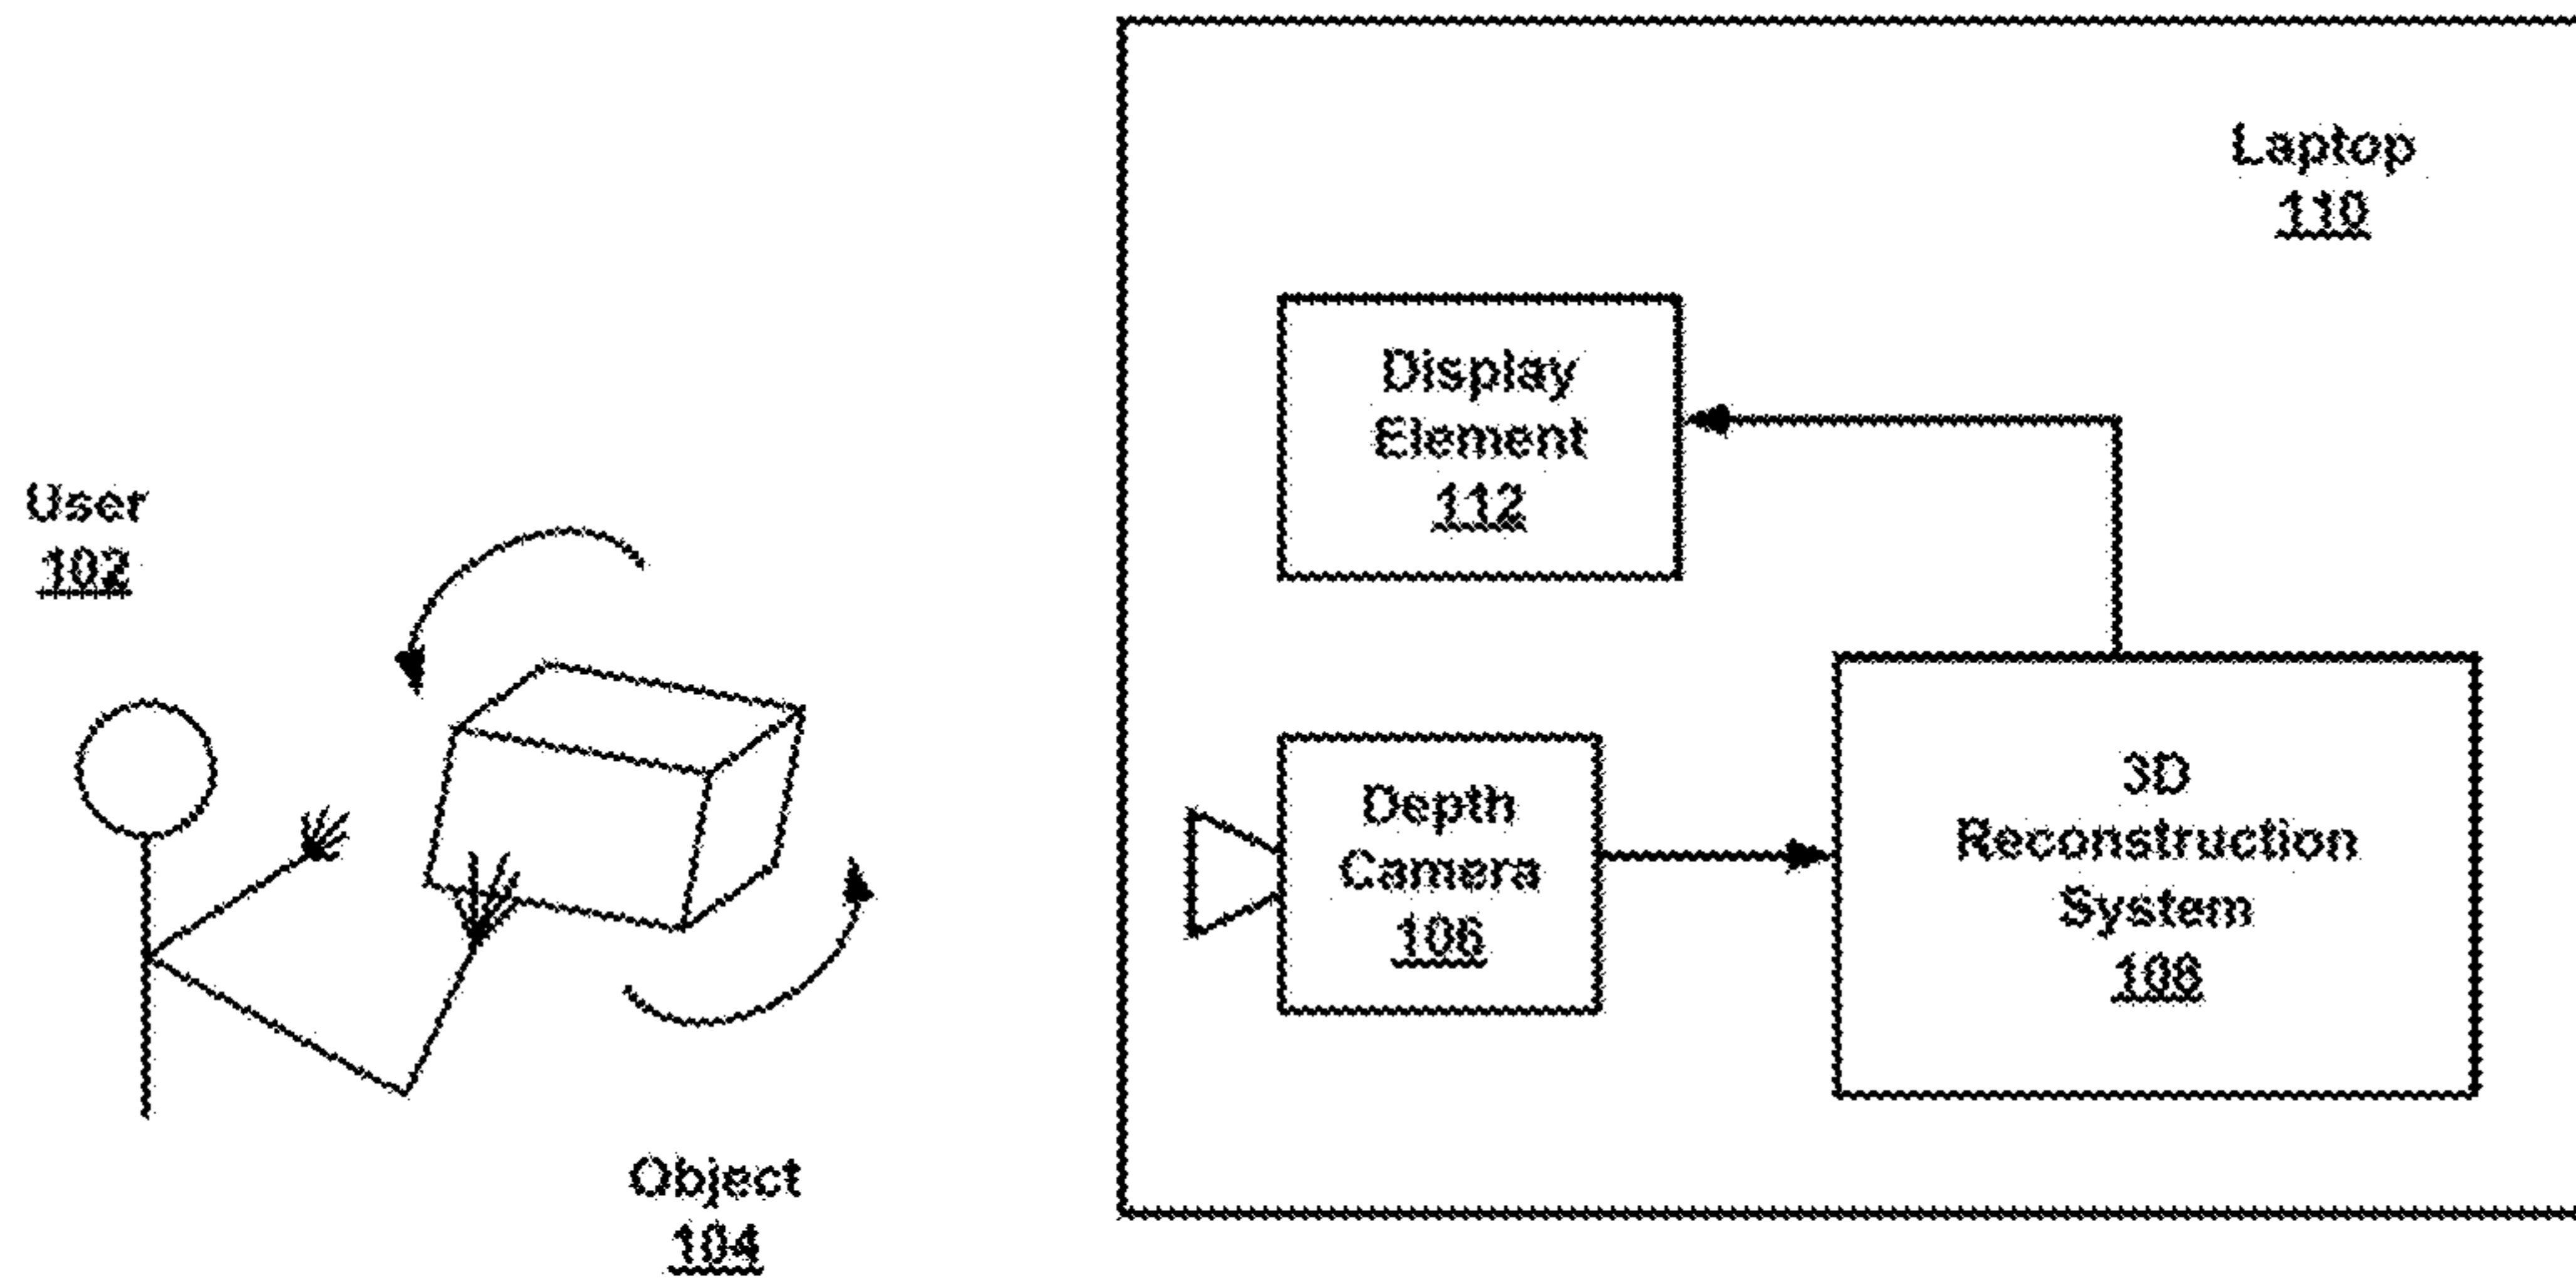 Laptop
110
Display
Element
112
User
102
Depth
Camera
106
3D
Reconstruction
System
108
Object
104